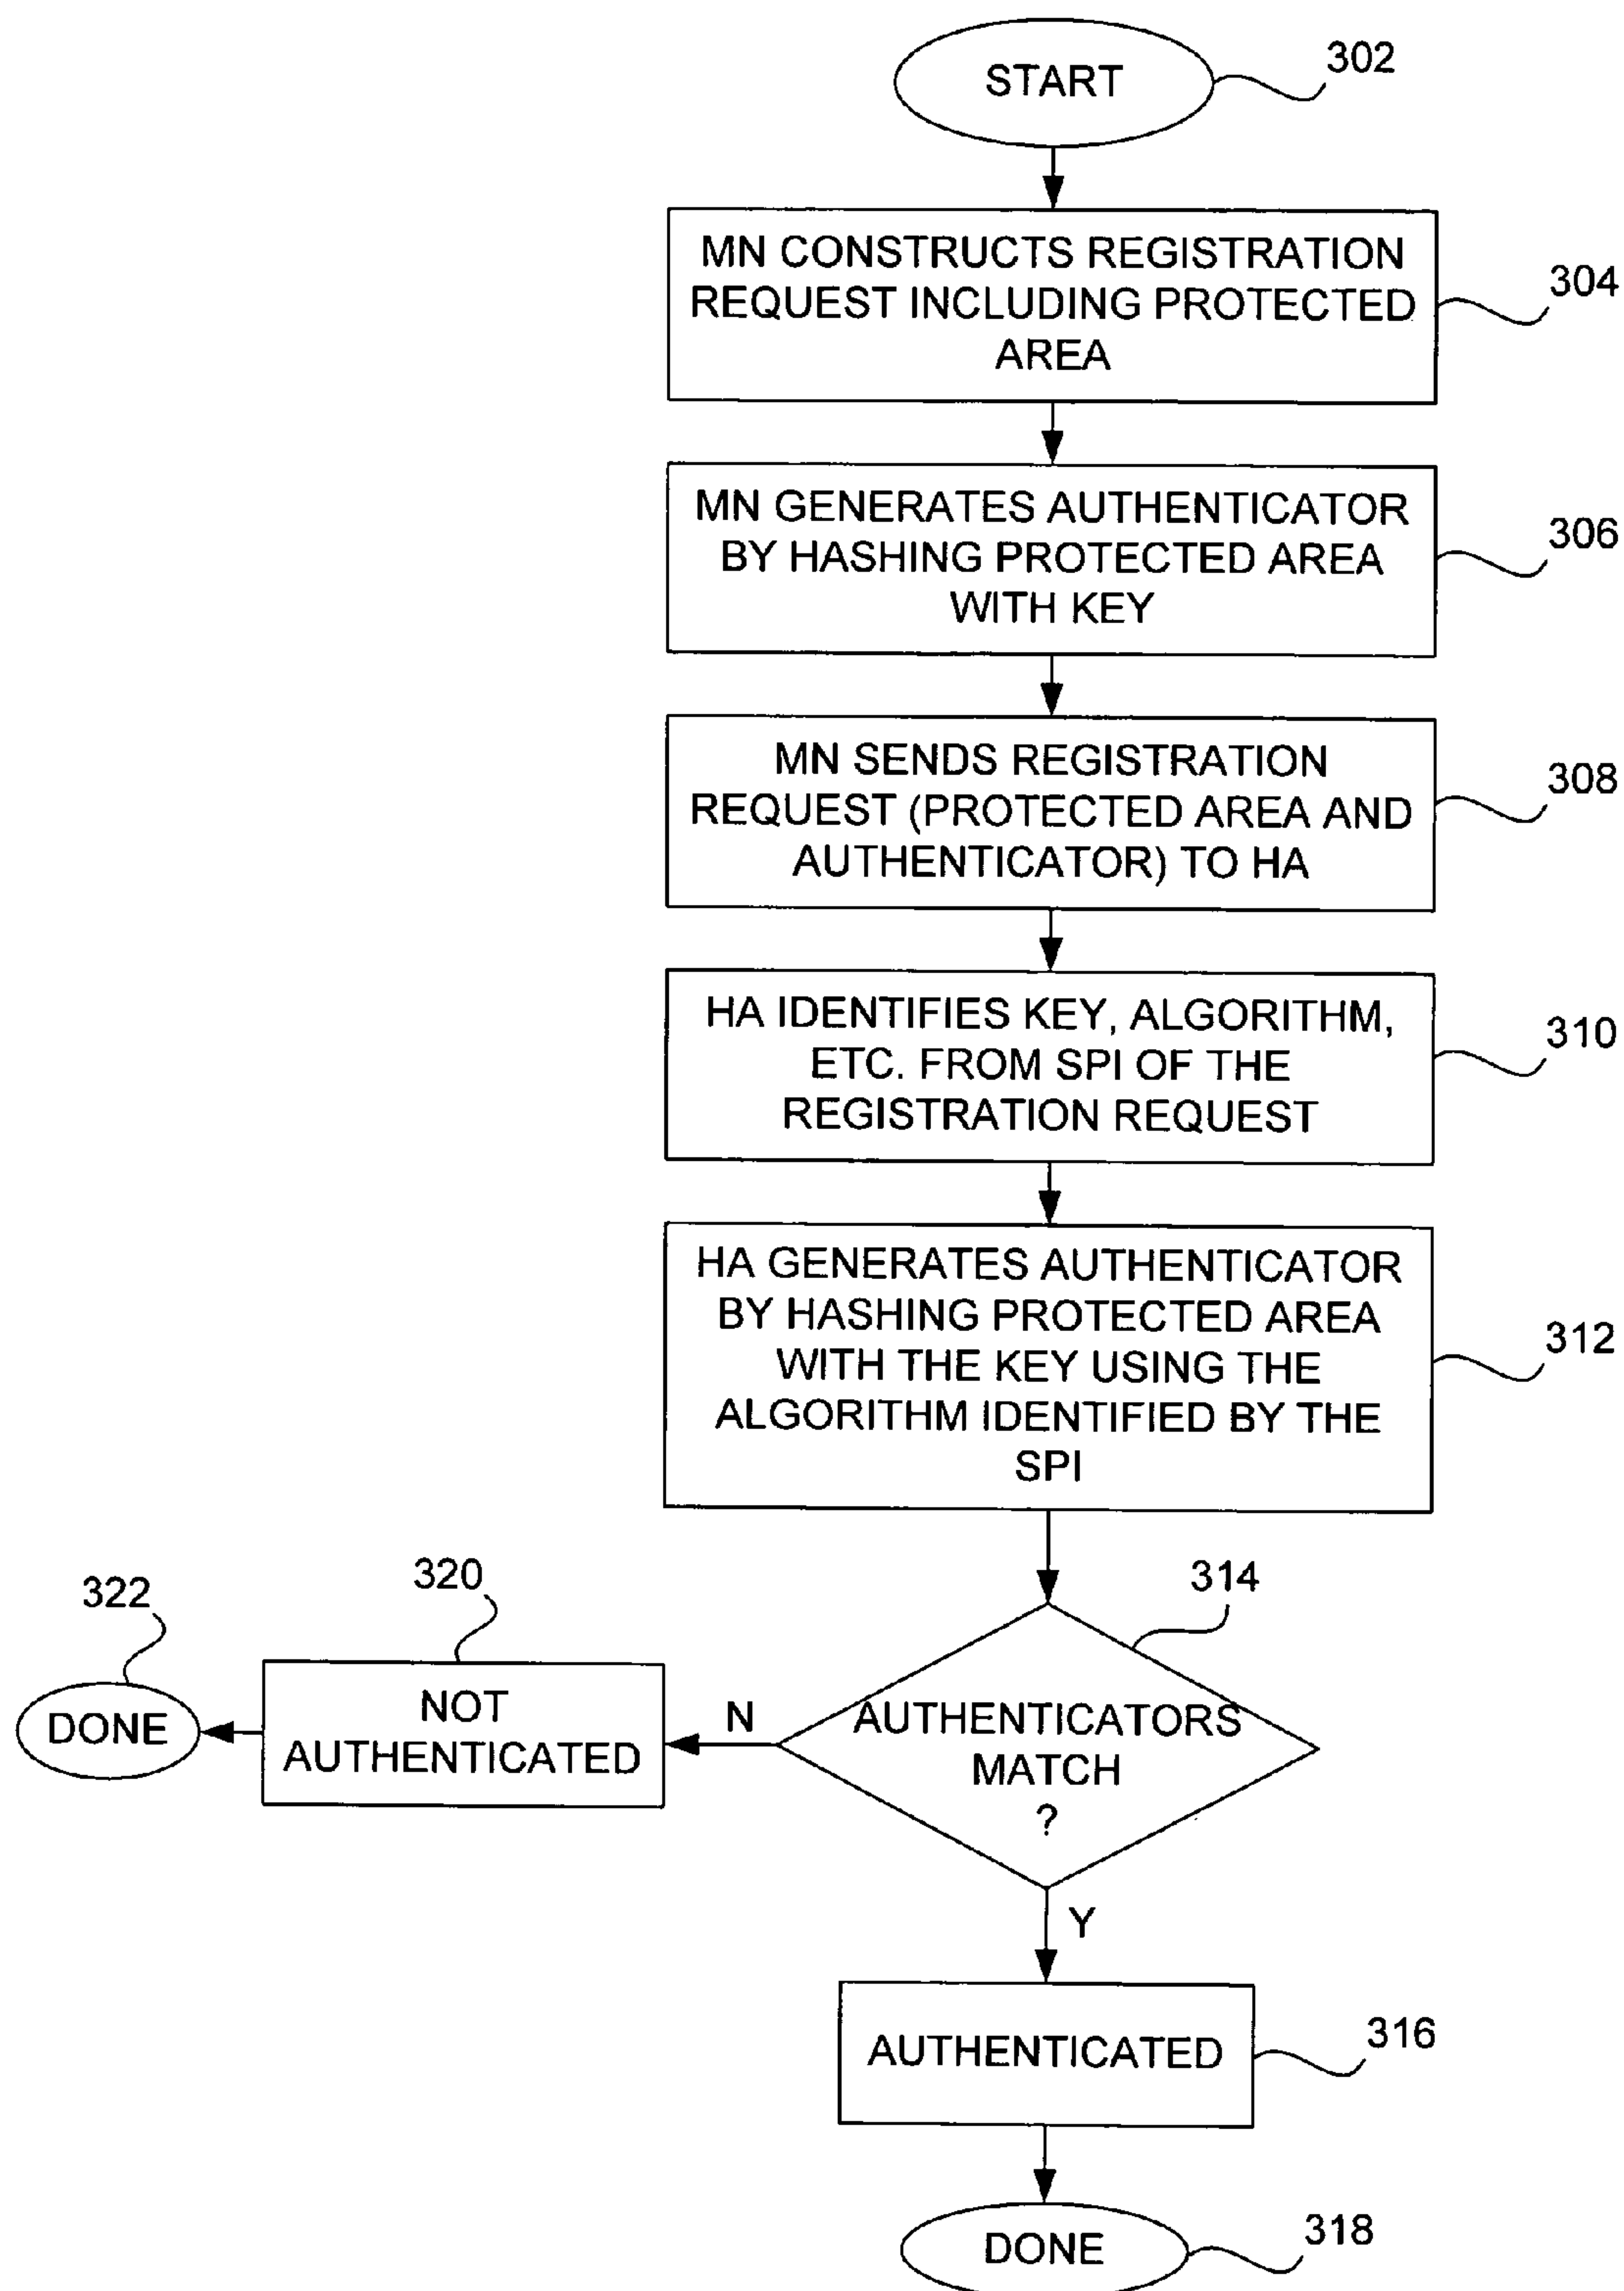 START
302
MN CONSTRUCTS REGISTRATION
REQUEST INCLUDING PROTECTED
AREA
304
MN GENERATES AUTHENTICATOR
BY HASHING PROTECTED AREA
WITH KEY
306
MN SENDS REGISTRATION
REQUEST (PROTECTED AREA AND
AUTHENTICATOR) TO HA
308
HA IDENTIFIES KEY, ALGORITHM,
ETC. FROM SPI OF THE
REGISTRATION REQUEST
310
HA GENERATES AUTHENTICATOR
BY HASHING PROTECTED AREA
WITH THE KEY USING THE
ALGORITHM IDENTIFIED BY THE
SPI
312
314
AUTHENTICATORS
MATCH
?
N
320
NOT
AUTHENTICATED
322
DONE
Y
AUTHENTICATED
316
DONE
318